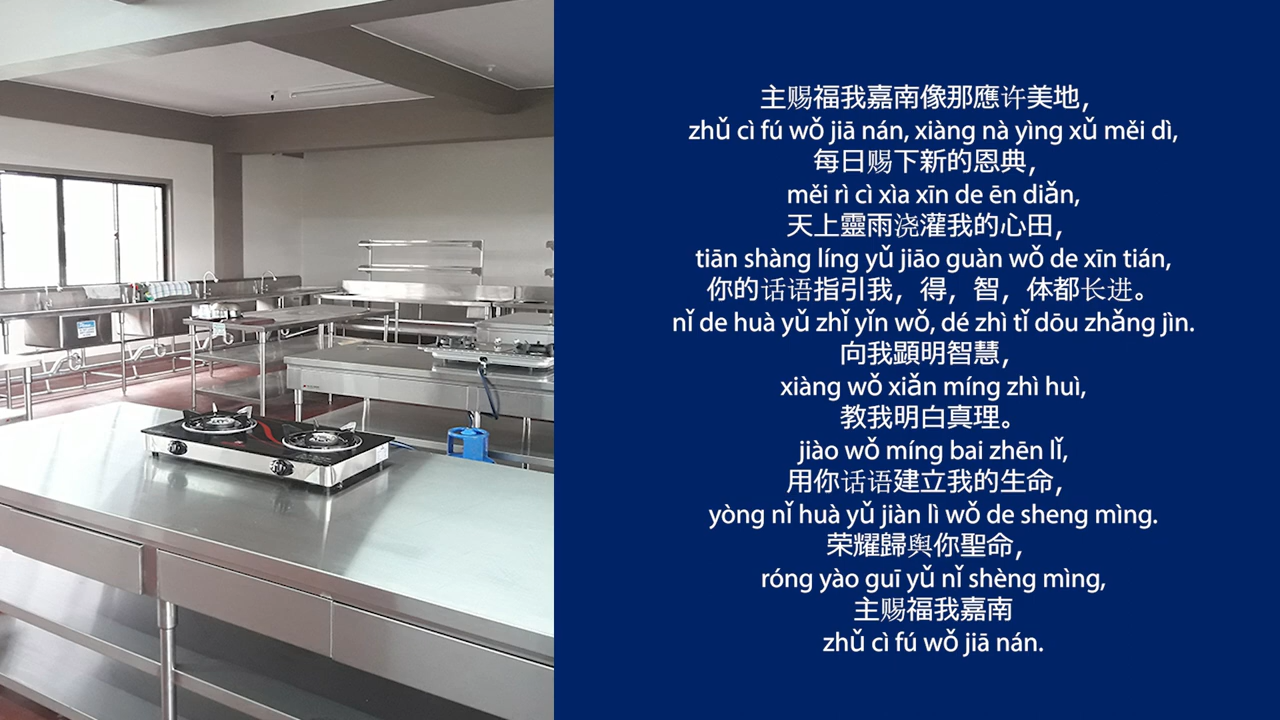 主赐福我嘉南像那應许美地，
zhǔ cì fú wǒ jiā nán, xiàng nà yìng xǔ měi dì,
每日赐下新的恩典，
měi rì cì xìa xīn de ēn diǎn,
天上靈雨浇灌我的心田，
tiān shàng líng yǔ jiāo guàn wǒ de xīn tián,
你的话语指引我，得，智，体都长进。
nǐ de huà yǔ zhǐ yǐn wǒ, dé zhì tǐ dōu zhǎng jìn.
向我顯明智慧，
xiàng wǒ xiǎn míng zhì huì,
教我明白真理。
jiào wǒ míng bai zhēn lǐ,
用你话语建立我的生命，
yòng nǐ huà yǔ jiàn lì wǒ de sheng mìng.
荣耀歸舆你聖命，
róng yào guī yǔ nǐ shèng mìng,
主赐福我嘉南
zhǔ cì fú wǒ jiā nán.